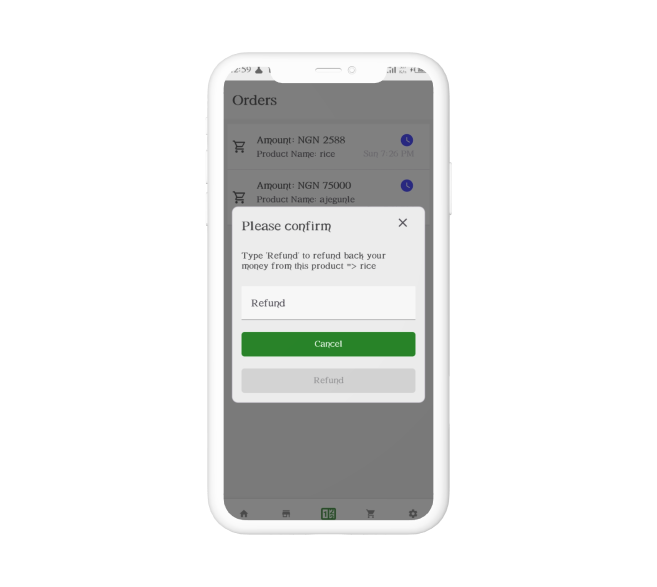 2:59
Orders
Amount: NGN 2588
Product Name: rice
Sun 7:26 PM
Amount: NGN 75000
Product Name: ajegunle
Please confirm
Type 'Refund' to refund back your
money from this product => rice
Refund
Cancel
Refund